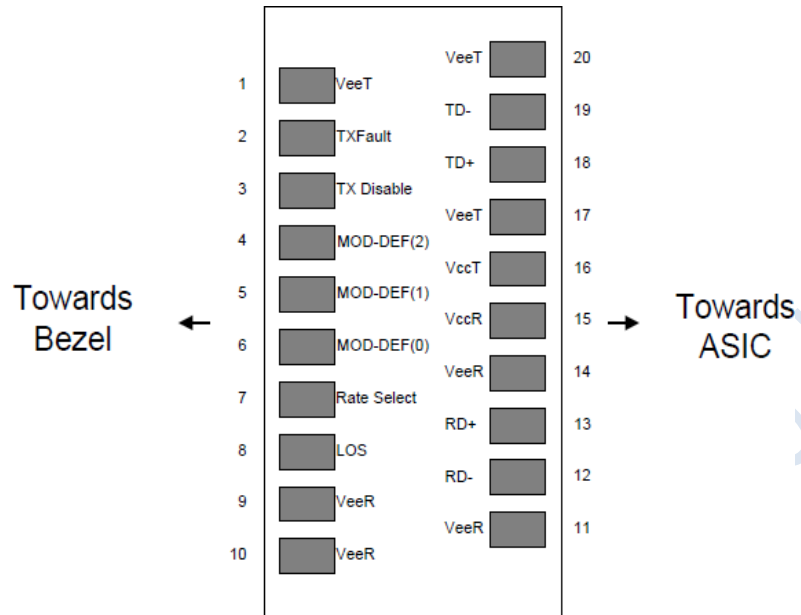 VeeT 20
1 VeeT
TD- 19
2 TXFault
TD+ 18
3 TX Disable
VeeT 17
4 MOD-DEF(2)
VccT 16
5 MOD-DEF(1)
Towards
Bezel
VccR 15
Towards
ASIC
6 MOD-DEF(0)
VeeR 14
7 Rate Select
RD+ 13
8 LOS
RD- 12
9 VeeR
VeeR 11
10 VeeR